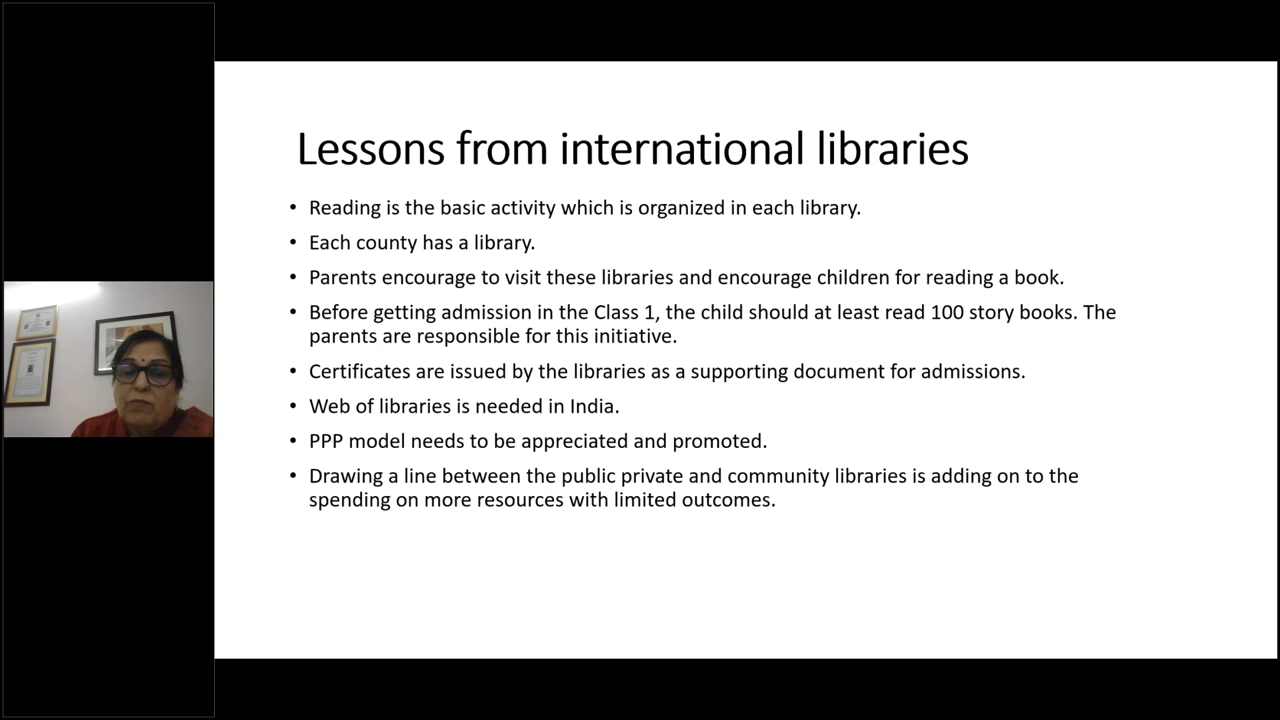 Lessons from international libraries
• Reading is the basic activity which is organized in each library.
• Each county has a library.
• Parents encourage to visit these libraries and encourage children for reading a book.
• Before getting admission in the Class 1, the child should at least read 100 story books. The
parents are responsible for this initiative.
• Certificates are issued by the libraries as a supporting document for admissions.
• Web of libraries is needed in India.
• PPP model needs to be appreciated and promoted.
• Drawing a line between the public private and community libraries is adding on to the
spending on more resources with limited outcomes.